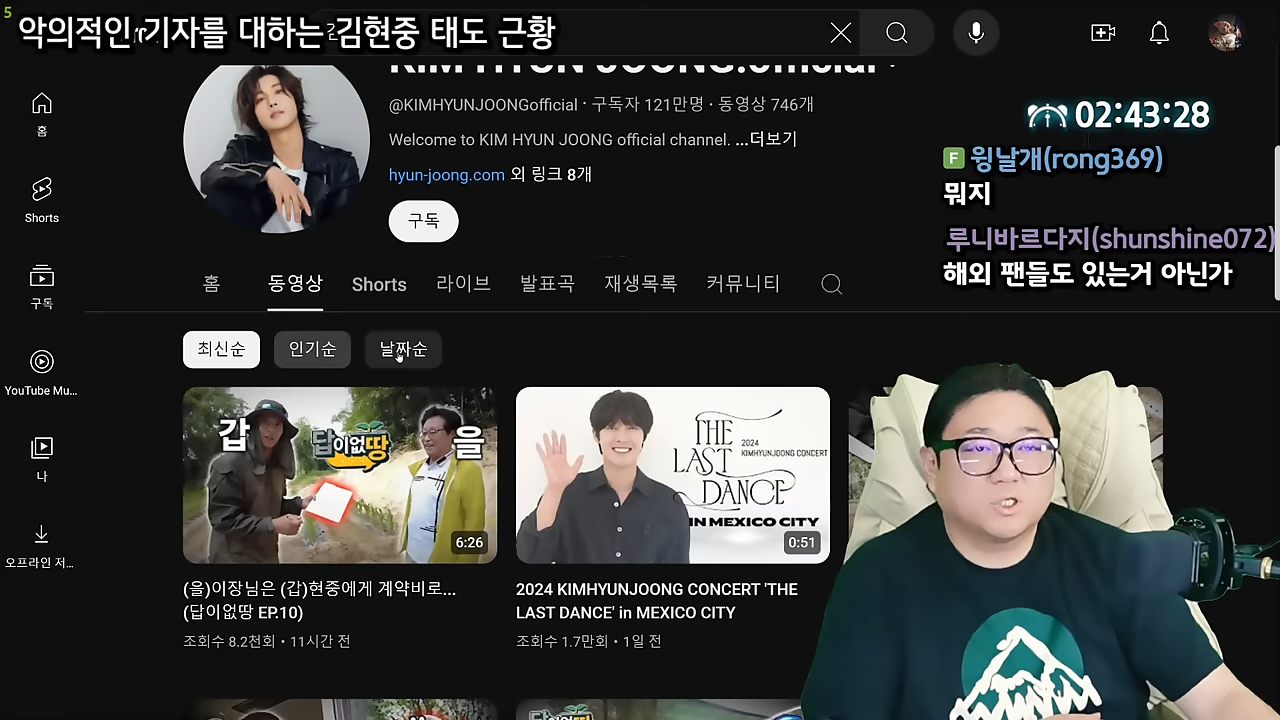 5
악의적인 기자를 대하는 김현중 태도 근황
KIM HYUN JOONG.official
@KIMHYUNJOONGofficial · 구독자 121만명 · 동영상 746개
Welcome to KIM HYUN JOONG official channel. ...더보기
hyun-joong.com 외 링크 8개
구독
홈
Shorts
구독
YouTube Mu...
나
오프라인 저...
02:43:28
F 윙날개(rong369)
뭐지
루니바르다지(shunshine072)
해외 팬들도 있는거 아닌가
홈 동영상 Shorts 라이브 발표곡 재생목록 커뮤니티
최신순 인기순 날짜순
갑 답이없땅 을
6:26
THE LAST DANCE
2024
KIMHYUNJOONG CONCERT
IN MEXICO CITY
0:51
(을)이장님은 (갑)현중에게 계약비로...
(답이없땅 EP.10)
조회수 8.2천회 · 11시간 전
2024 KIMHYUNJOONG CONCERT 'THE
LAST DANCE' in MEXICO CITY
조회수 1.7만회 · 1일 전